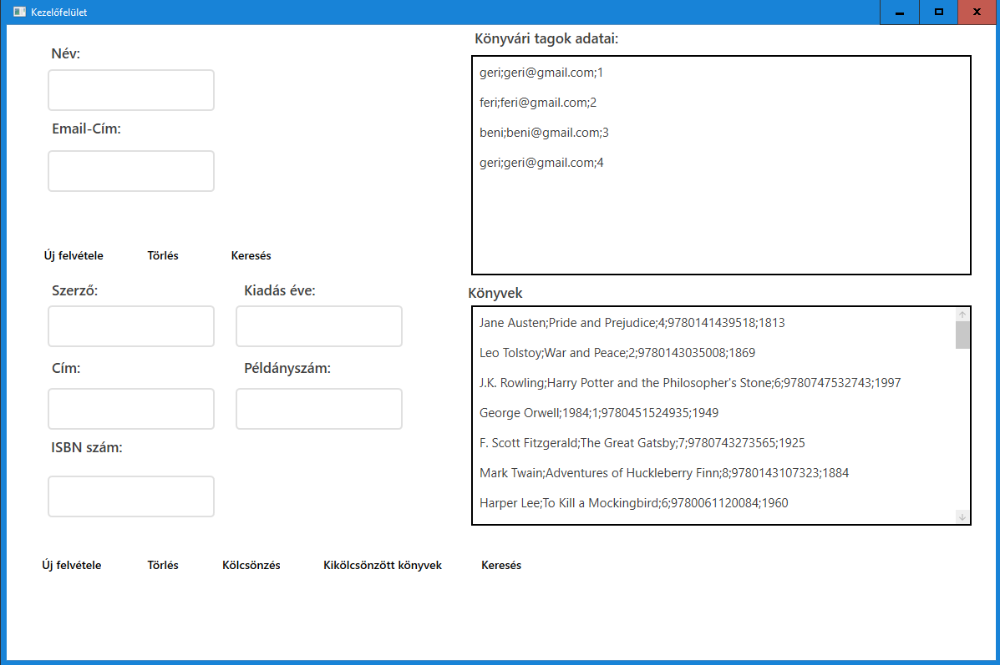 Kezelőfelület
Név:
Email-Cím:
Új felvétele Törlés Keresés
Könyvári tagok adatai:
geri;geri@gmail.com;1
feri;feri@gmail.com;2
beni;beni@gmail.com;3
geri;geri@gmail.com;4
Szerző: Kiadás éve:
Cím: Példányszám:
ISBN szám:
Könyvek
Jane Austen;Pride and Prejudice;4;9780141439518;1813
Leo Tolstoy;War and Peace;2;9780143035008;1869
J.K. Rowling;Harry Potter and the Philosopher's Stone;6;9780747532743;1997
George Orwell;1984;1;9780451524935;1949
F. Scott Fitzgerald;The Great Gatsby;7;9780743273565;1925
Mark Twain;Adventures of Huckleberry Finn;8;9780143107323;1884
Harper Lee;To Kill a Mockingbird;6;9780061120084;1960
Új felvétele Törlés Kölcsönzés Kikölcsönzött könyvek Keresés